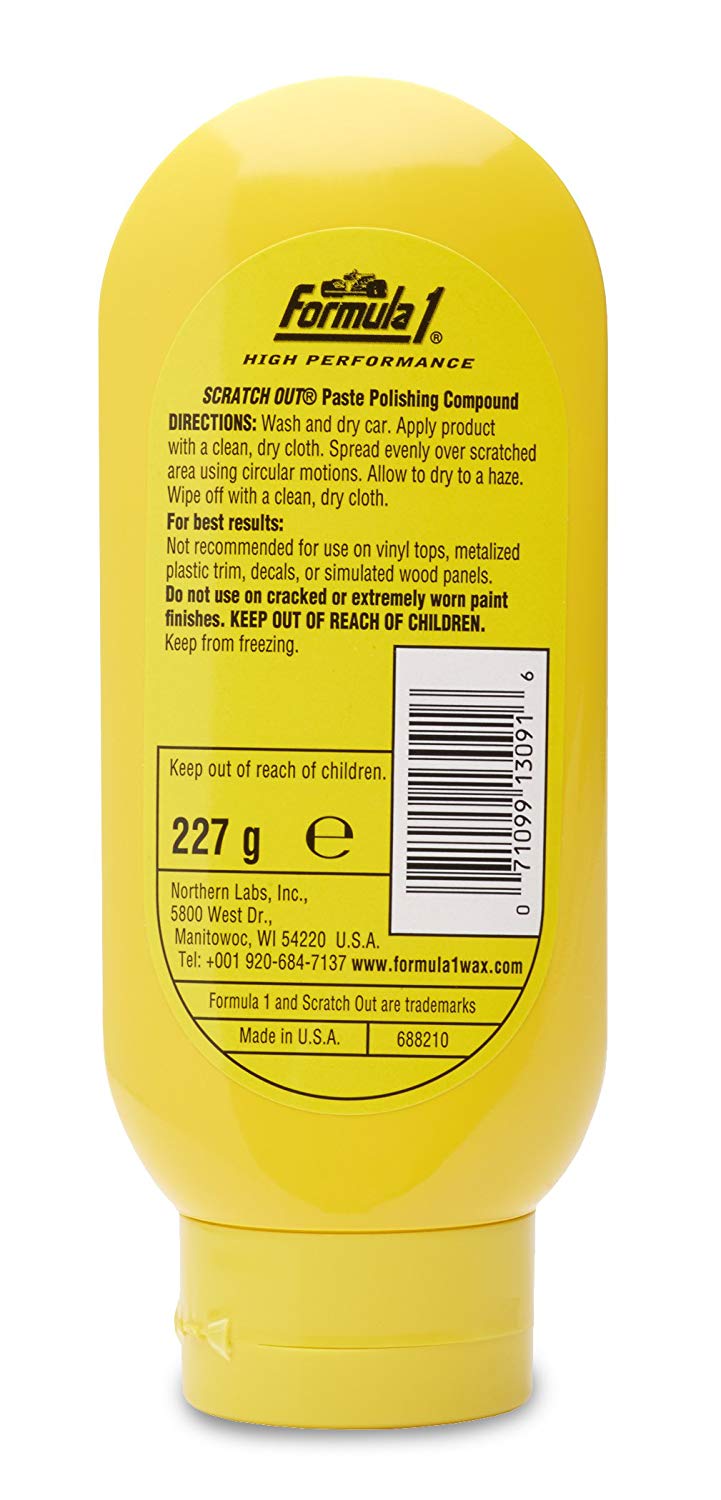 Formula 1®
HIGH PERFORMANCE
SCRATCH OUT® Paste Polishing Compound
DIRECTIONS: Wash and dry car. Apply product
with a clean, dry cloth. Spread evenly over scratched
area using circular motions. Allow to dry to a haze.
Wipe off with a clean, dry cloth.
For best results:
Not recommended for use on vinyl tops, metalized
plastic trim, decals, or simulated wood panels.
Do not use on cracked or extremely worn paint
finishes. KEEP OUT OF REACH OF CHILDREN.
Keep from freezing.
Keep out of reach of children.
227 g ℮
0 71099 13091 6
Northern Labs, Inc.,
5800 West Dr.,
Manitowoc, WI 54220 U.S.A.
Tel: +001 920-684-7137 www.formula1wax.com
Formula 1 and Scratch Out are trademarks
Made in U.S.A.
688210